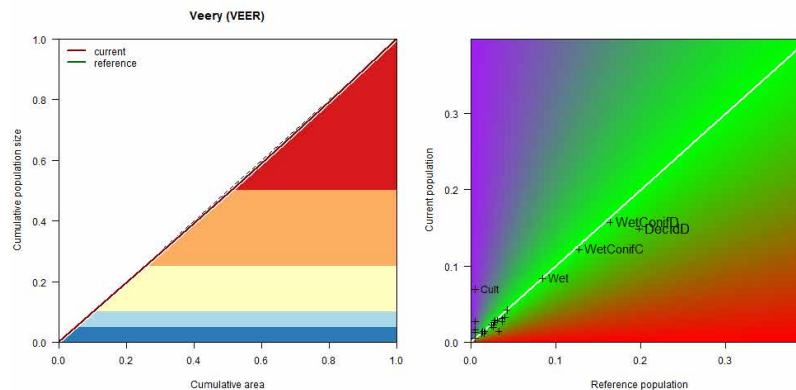 Veery (VEER)
current
reference
1.0
0.8
0.6
0.4
0.2
0.0
Cumulative population size
0.0 0.2 0.4 0.6 0.8 1.0
Cumulative area
0.3
0.2
0.1
0.0
Current population
WetConifD
DecidD
WetConifC
Wet
Cult
0.0 0.1 0.2 0.3
Reference population